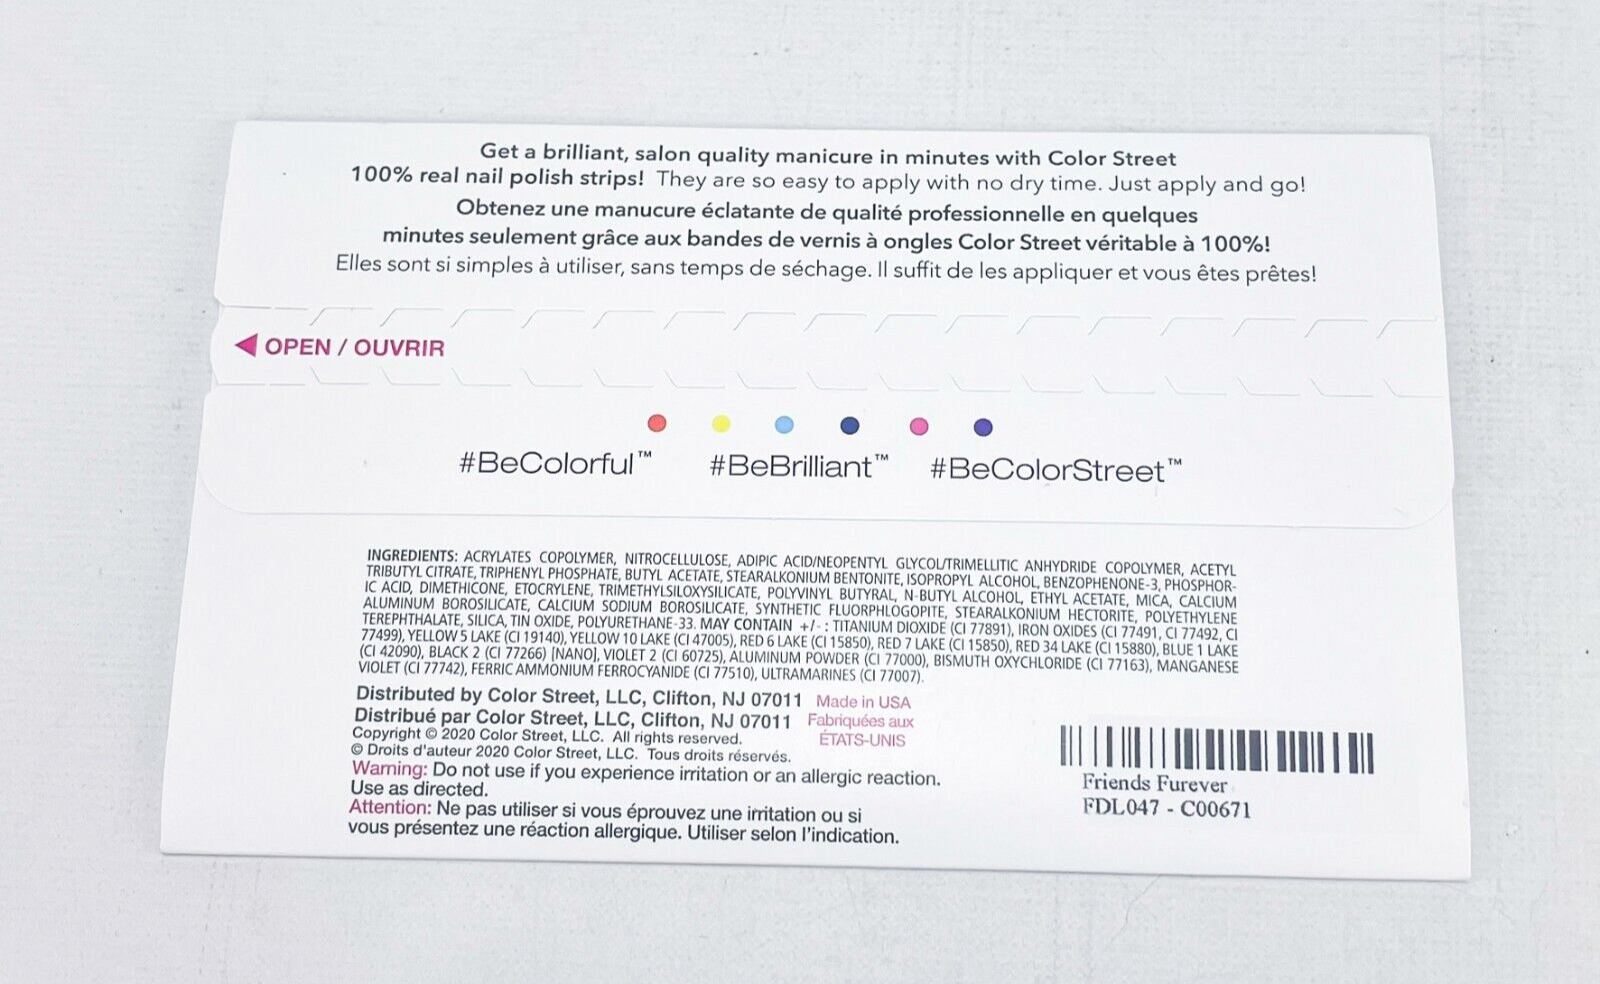 Get a brilliant, salon quality manicure in minutes with Color Street
100% real nail polish strips! They are so easy to apply with no dry time. Just apply and go!
Obtenez une manucure éclatante de qualité professionnelle en quelques
minutes seulement grâce aux bandes de vernis à ongles Color Street véritable à 100%!
Elles sont si simples à utiliser, sans temps de séchage. Il suffit de les appliquer et vous êtes prêtes!
OPEN / OUVRIR
#BeColorful™ #BeBrilliant™ #BeColorStreet™
INGREDIENTS: ACRYLATES COPOLYMER, NITROCELLULOSE, ADIPIC ACID/NEOPENTYL GLYCOL/TRIMELLITIC ANHYDRIDE COPOLYMER, ACETYL
TRIBUTYL CITRATE, TRIPHENYL PHOSPHATE, BUTYL ACETATE, STEARALKONIUM BENTONITE, ISOPROPYL ALCOHOL, BENZOPHENONE-3, PHOSPHOR-
IC ACID, DIMETHICONE, ETOCRYLENE, TRIMETHYLSILOXYSILICATE, POLYVINYL BUTYRAL, N-BUTYL ALCOHOL, ETHYL ACETATE, MICA, CALCIUM
ALUMINUM BOROSILICATE, CALCIUM SODIUM BOROSILICATE, SYNTHETIC FLUORPHLOGOPITE, STEARALKONIUM HECTORITE, POLYETHYLENE
TEREPHTHALATE, SILICA, TIN OXIDE, POLYURETHANE-33. MAY CONTAIN +/- : TITANIUM DIOXIDE (CI 77891), IRON OXIDES (CI 77491, CI 77492, CI
77499), YELLOW 5 LAKE (CI 19140), YELLOW 10 LAKE (CI 47005), RED 6 LAKE (CI 15850), RED 7 LAKE (CI 15850), RED 34 LAKE (CI 15880), BLUE 1 LAKE
(CI 42090), BLACK 2 (CI 77266) [NANO], VIOLET 2 (CI 60725), ALUMINUM POWDER (CI 77000), BISMUTH OXYCHLORIDE (CI 77163), MANGANESE
VIOLET (CI 77742), FERRIC AMMONIUM FERROCYANIDE (CI 77510), ULTRAMARINES (CI 77007).
Distributed by Color Street, LLC, Clifton, NJ 07011 Made in USA
Distribué par Color Street, LLC, Clifton, NJ 07011 Fabriquées aux
ÉTATS-UNIS
Copyright © 2020 Color Street, LLC. All rights reserved.
© Droits d'auteur 2020 Color Street, LLC. Tous droits réservés.
Warning: Do not use if you experience irritation or an allergic reaction.
Use as directed.
Attention: Ne pas utiliser si vous éprouvez une irritation ou si
vous présentez une réaction allergique. Utiliser selon l'indication.
Friends Furever
FDL047 - C00671